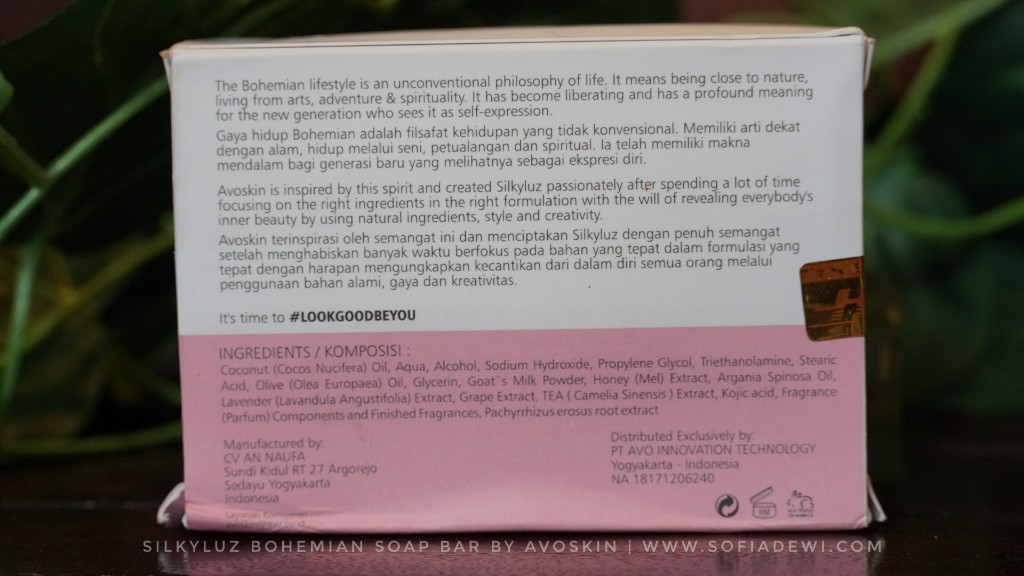 The Bohemian lifestyle is an unconventional philosophy of life. It means being close to nature,
living from arts, adventure & spirituality. It has become liberating and has a profound meaning
for the new generation who sees it as self-expression.
Gaya hidup Bohemian adalah filsafat kehidupan yang tidak konvensional. Memiliki arti dekat
dengan alam, hidup melalui seni, petualangan dan spiritual. Ia telah memiliki makna
mendalam bagi generasi baru yang melihatnya sebagai ekspresi diri.
Avoskin is inspired by this spirit and created Silkyluz passionately after spending a lot of time
focusing on the right ingredients in the right formulation with the will of revealing everybody's
inner beauty by using natural ingredients, style and creativity.
Avoskin terinspirasi oleh semangat ini dan menciptakan Silkyluz dengan penuh semangat
setelah menghabiskan banyak waktu berfokus pada bahan yang tepat dalam formulasi yang
tepat dengan harapan mengungkapkan kecantikan dari dalam diri semua orang melalui
penggunaan bahan alami, gaya dan kreativitas.
It's time to #LOOKGOODBEYOU
INGREDIENTS / KOMPOSISI :
Coconut (Cocos Nucifera) Oil, Aqua, Alcohol, Sodium Hydroxide, Propylene Glycol, Triethanolamine, Stearic
Acid, Olive (Olea Europaea) Oil, Glycerin, Goat`s Milk Powder, Honey (Mel) Extract, Argania Spinosa Oil,
Lavender (Lavandula Angustifolia) Extract, Grape Extract, TEA ( Camelia Sinensis ) Extract, Kojic acid, Fragrance
(Parfum) Components and Finished Fragrances, Pachyrrhizus erosus root extract
Manufactured by:
CV AN NAUFA
Sundi Kidul RT 27 Argorejo
Sedayu Yogyakarta
Indonesia
Layanan
Distributed Exclusively by:
PT AVO INNOVATION TECHNOLOGY
Yogyakarta - Indonesia
NA 18171206240
SILKYLUZ BOHEMIAN SOAP BAR BY AVOSKIN | WWW.SOFIADEWI.COM